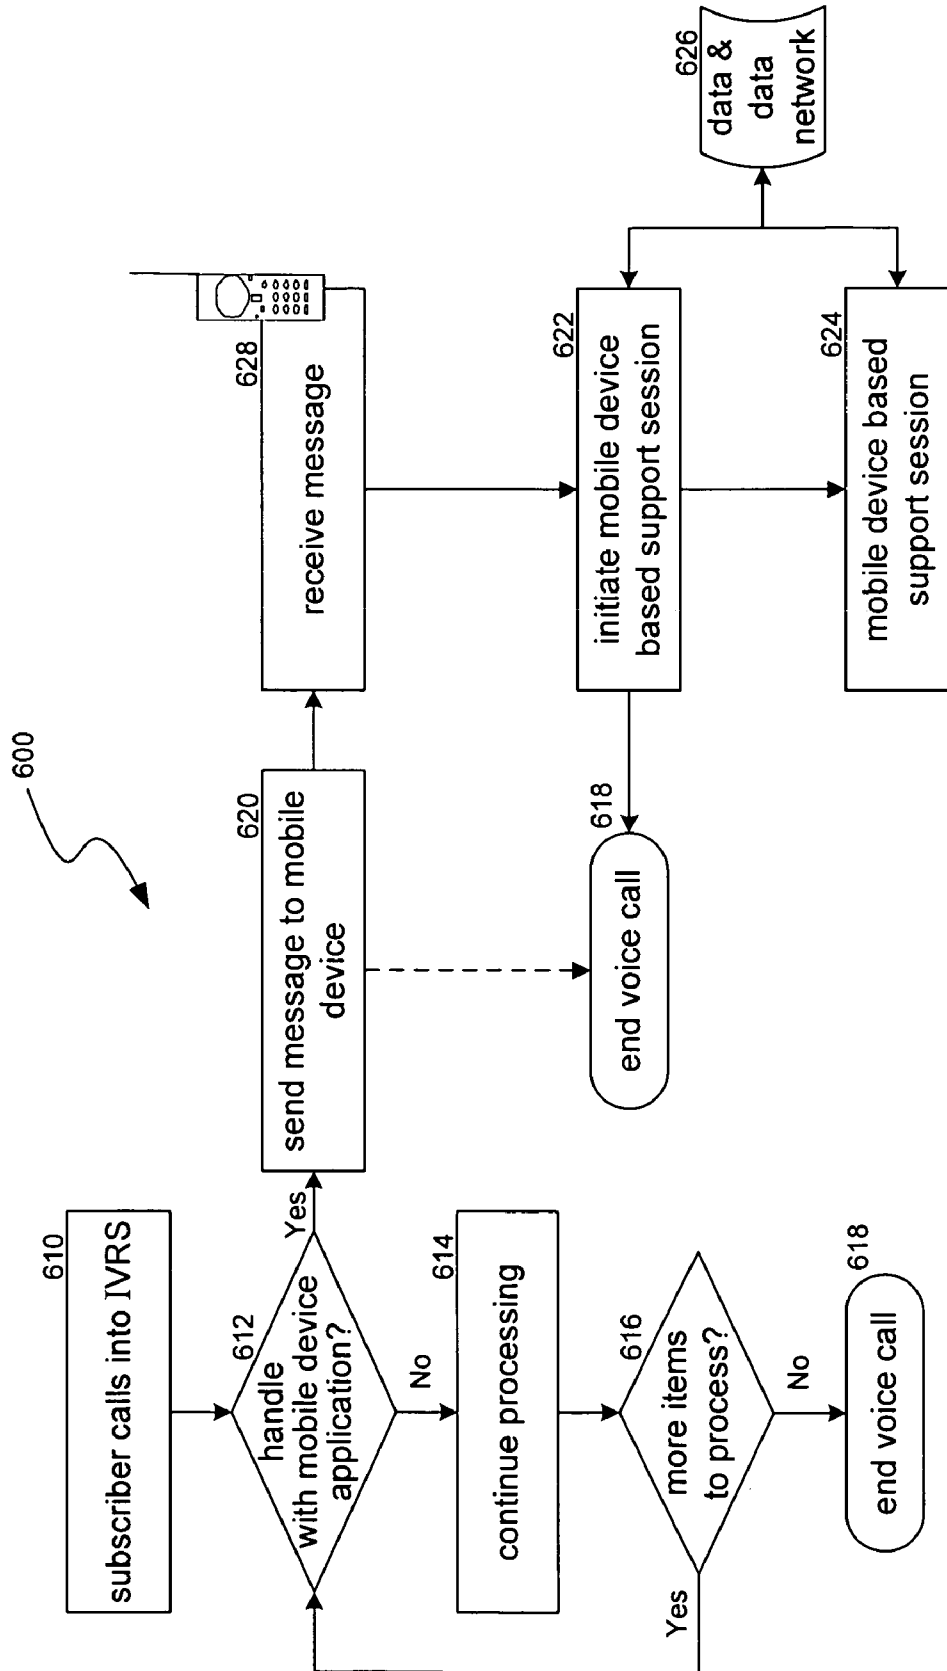 600
610
subscriber calls into IVRS
612
handle
with mobile device
application?
Yes
No
614
continue processing
616
more items
to process?
Yes
No
618
end voice call
620
send message to mobile
device
618
end voice call
628
receive message
622
initiate mobile device
based support session
624
mobile device based
support session
626
data &
data
network